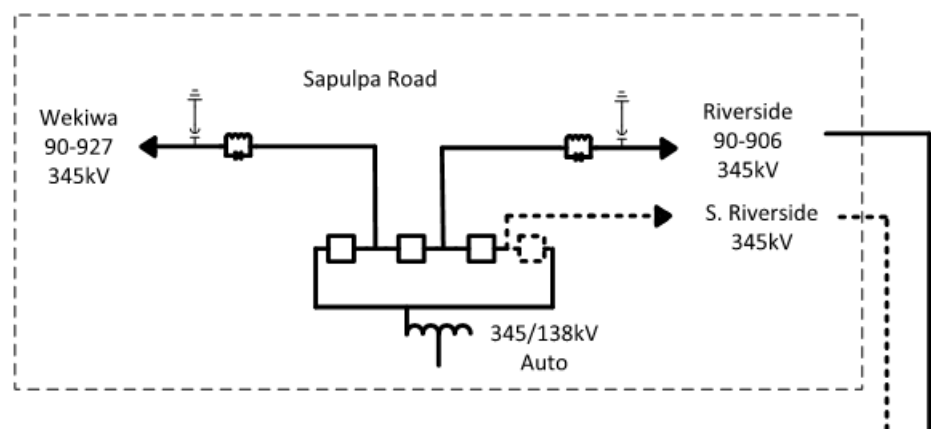 Sapulpa Road
Wekiwa
90-927
345kV
Riverside
90-906
345kV
S. Riverside
345kV
345/138kV
Auto